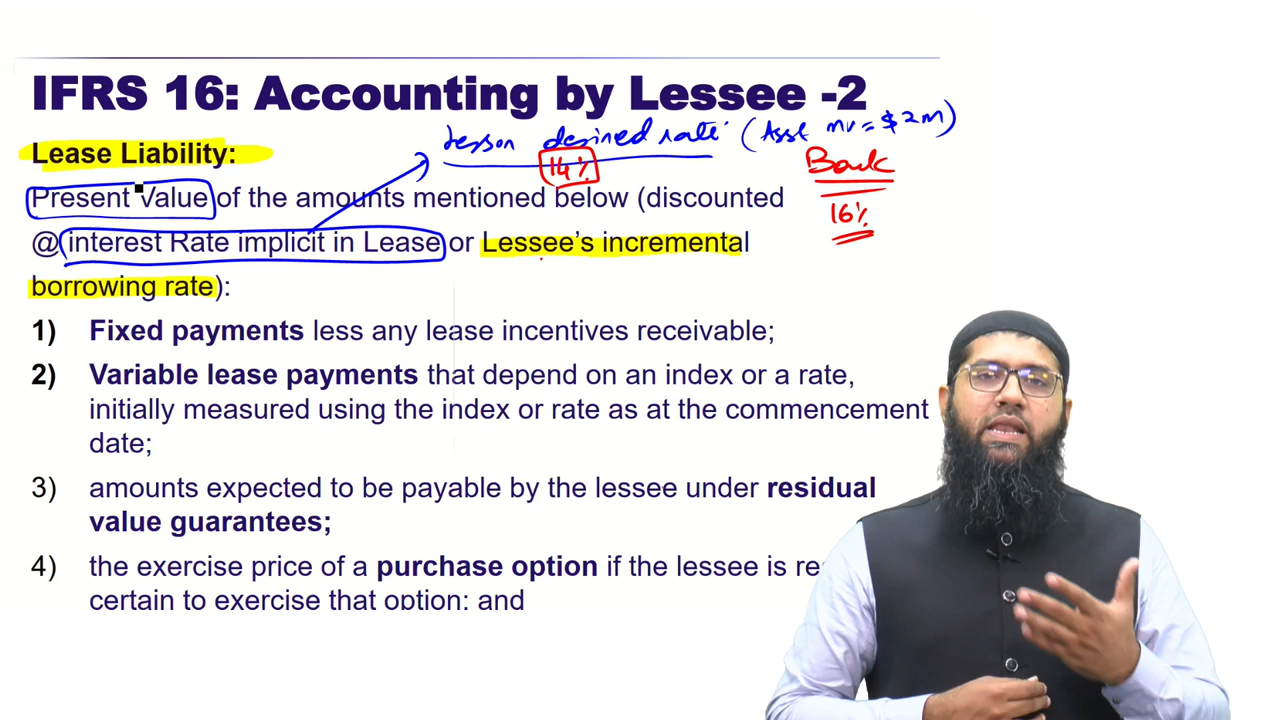 IFRS 16: Accounting by Lessee -2
Lessor desired rate (Asset mv = $2M)
Lease Liability:
14%
Bank
Present Value of the amounts mentioned below (discounted
16%
@ interest Rate implicit in Lease or Lessee's incremental
borrowing rate):
1) Fixed payments less any lease incentives receivable;
2) Variable lease payments that depend on an index or a rate,
initially measured using the index or rate as at the commencement
date;
3) amounts expected to be payable by the lessee under residual
value guarantees;
4) the exercise price of a purchase option if the lessee is
certain to exercise that option: and